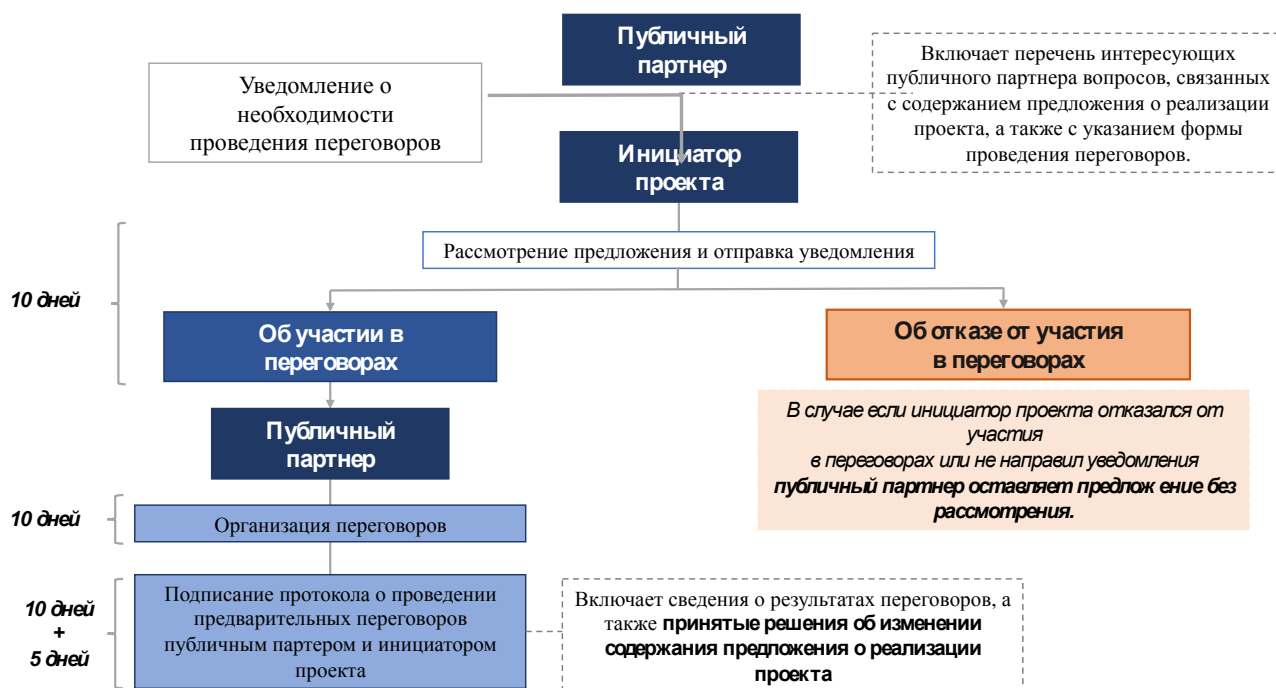 Публичный
партнер
Включает перечень интересующих
публичного партнера вопросов, связанных
с содержанием предложения о реализации
проекта, а также с указанием формы
проведения переговоров.
Уведомление о
необходимости
проведения переговоров
Инициатор
проекта
Рассмотрение предложения и отправка уведомления
10 дней
Об участии в
переговорах
Об отказе от участия
в переговорах
В случае если инициатор проекта отказался от
участия
в переговорах или не направил уведомления
публичный партнер оставляет предлож ение без
рассмотрения.
Публичный
партнер
10 дней
Организация переговоров
10 дней
+
5 дней
Подписание протокола о проведении
предварительных переговоров
публичным партером и инициатором
проекта
Включает сведения о результатах переговоров, а
также принятые решения об изменении
содержания предложения о реализации
проекта